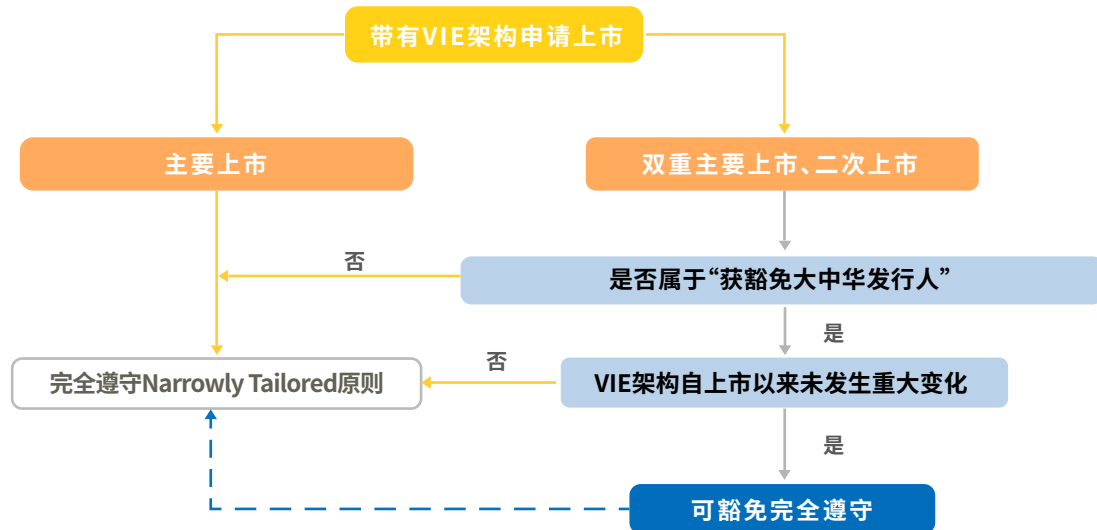 带有VIE架构申请上市
主要上市
双重主要上市、二次上市
否
是否属于“获豁免大中华发行人”
是
完全遵守Narrowly Tailored原则
否
VIE架构自上市以来未发生重大变化
是
可豁免完全遵守